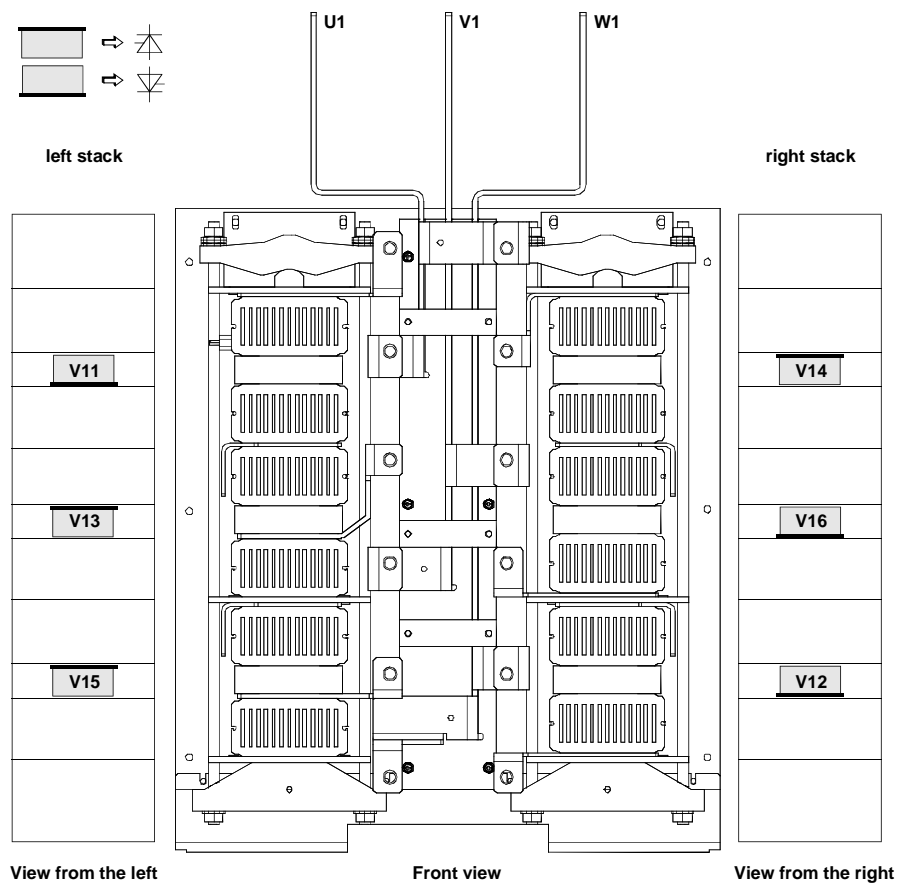 U1 V1 W1
left stack right stack
V11 V14
V13 V16
V15 V12
View from the left Front view View from the right